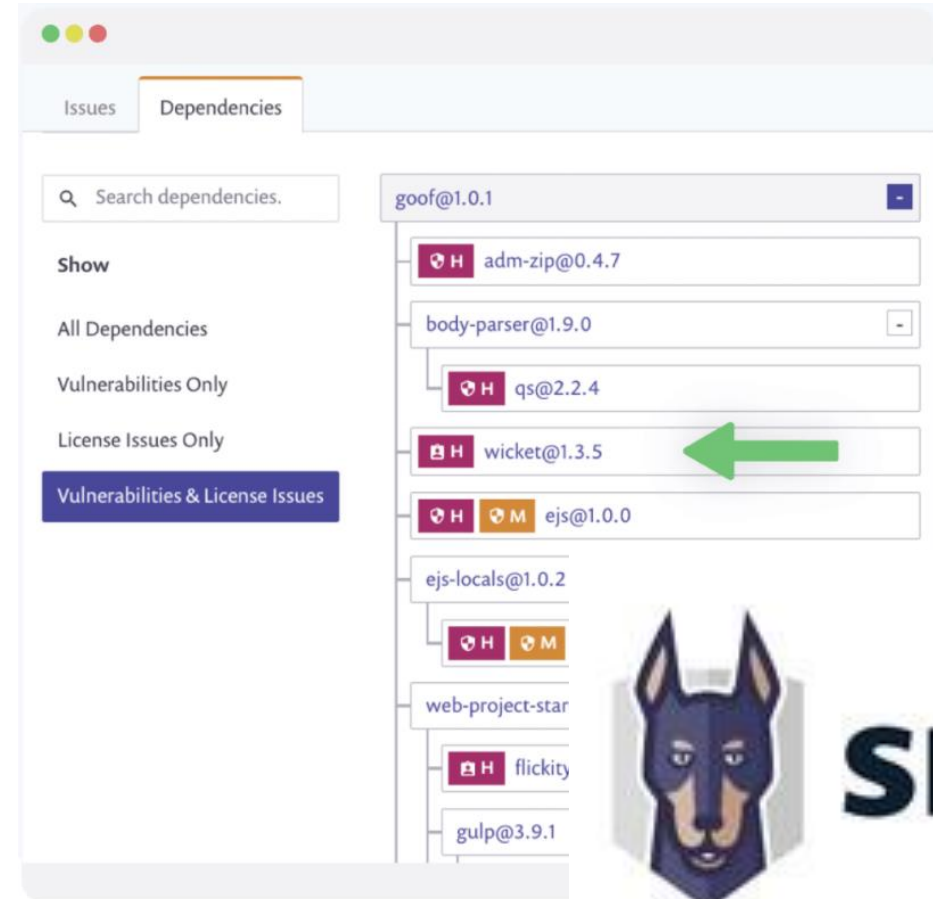 Issues
Dependencies
Search dependencies.
Show
All Dependencies
Vulnerabilities Only
License Issues Only
Vulnerabilities & License Issues
goof@1.0.1
-
H adm-zip@0.4.7
body-parser@1.9.0
-
H qs@2.2.4
H wicket@1.3.5
H M ejs@1.0.0
ejs-locals@1.0.2
H M
web-project-star
H flickity
gulp@3.9.1